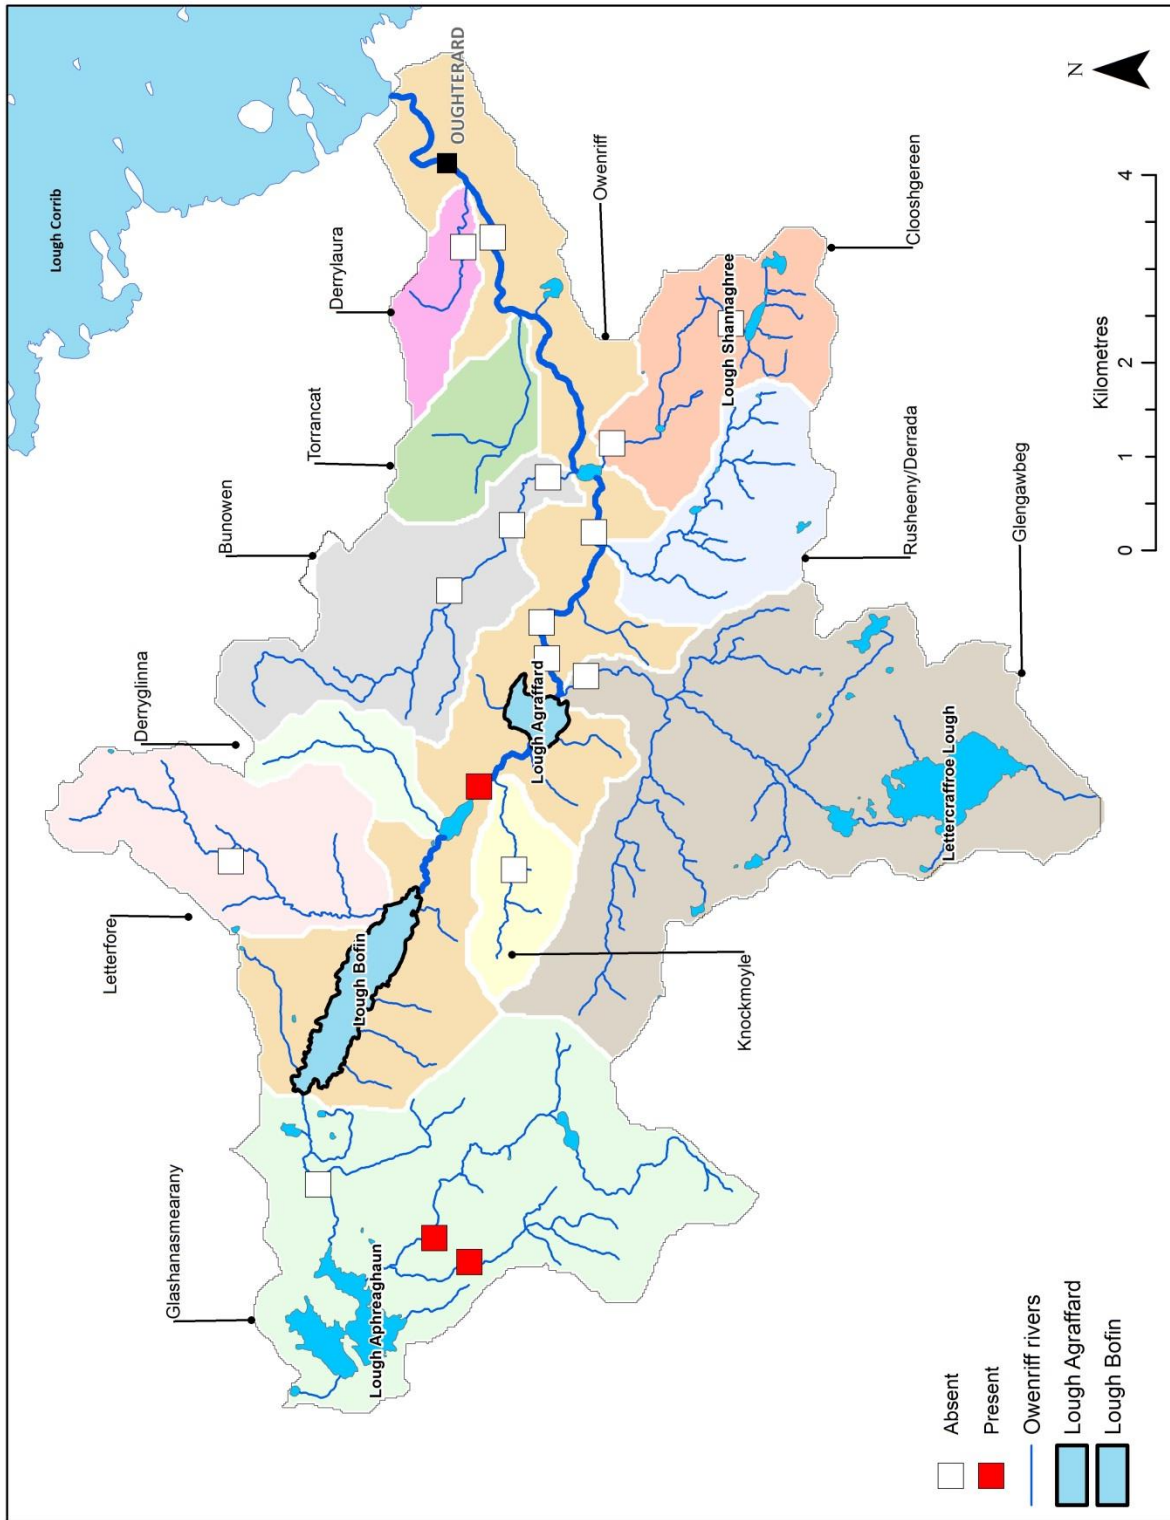 Lough Corrib
OUGHTERARD
N
Derrylaura
Torrancat
Bunowen
Derryglinna
Letterfore
Glashanasmearany
Owenriff
Clooshgereen
Lough Shannaghree
Rusheeny/Derrada
Glengawbeg
Lough Agraffard
Lough Bofin
Lough Aphreaghaun
Knockmoyle
Lettercraffroe Lough
0 1 2 4
Kilometres
Absent
Present
Owenriff rivers
Lough Agraffard
Lough Bofin